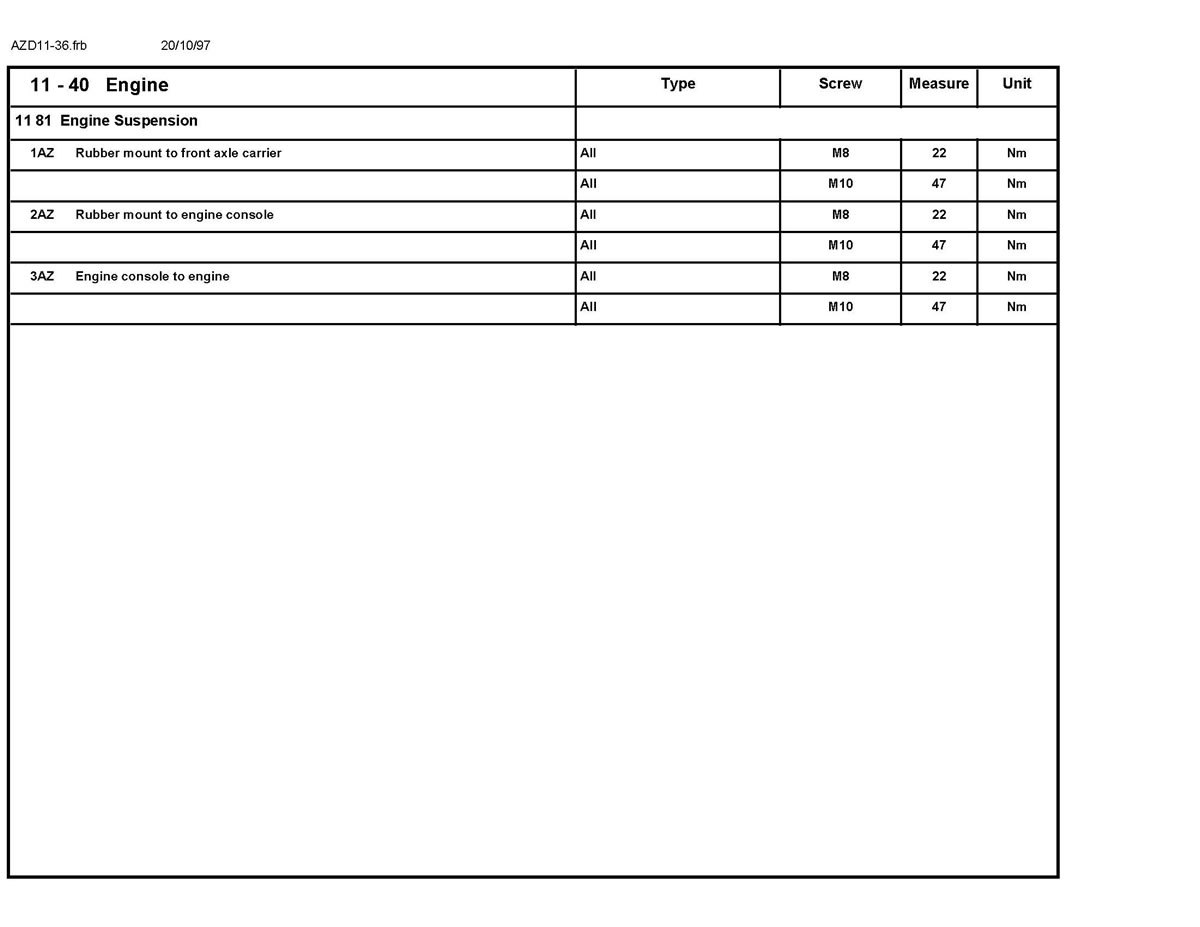 AZD11-36.frb 20/10/97
11 - 40 Engine Type Screw Measure Unit
11 81 Engine Suspension
1AZ Rubber mount to front axle carrier All M8 22 Nm
All M10 47 Nm
2AZ Rubber mount to engine console All M8 22 Nm
All M10 47 Nm
3AZ Engine console to engine All M8 22 Nm
All M10 47 Nm